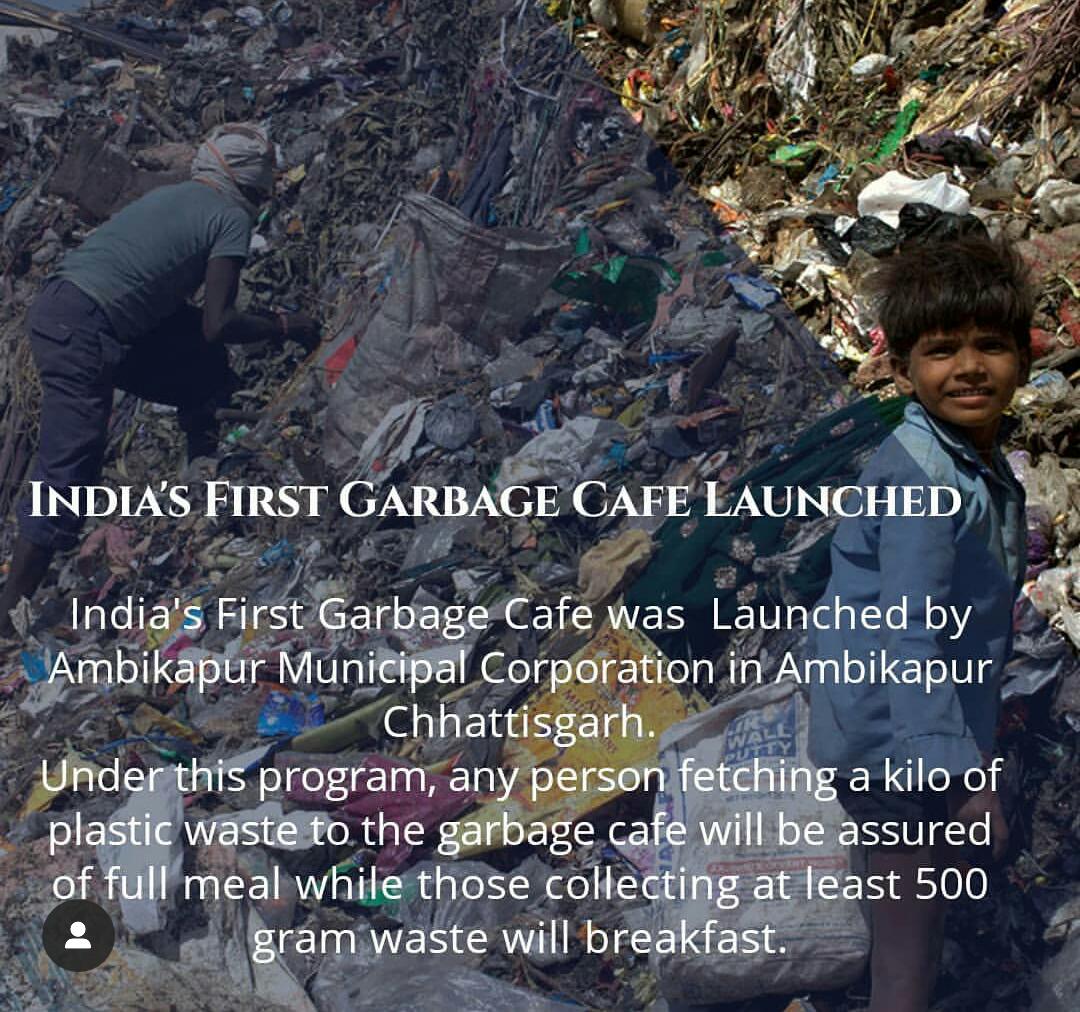 India's First Garbage Cafe Launched
India's First Garbage Cafe was Launched by
Ambikapur Municipal Corporation in Ambikapur
Chhattisgarh.
Under this program, any person fetching a kilo of
plastic waste to the garbage cafe will be assured
of full meal while those collecting at least 500
gram waste will breakfast.
WALL
PUTTY